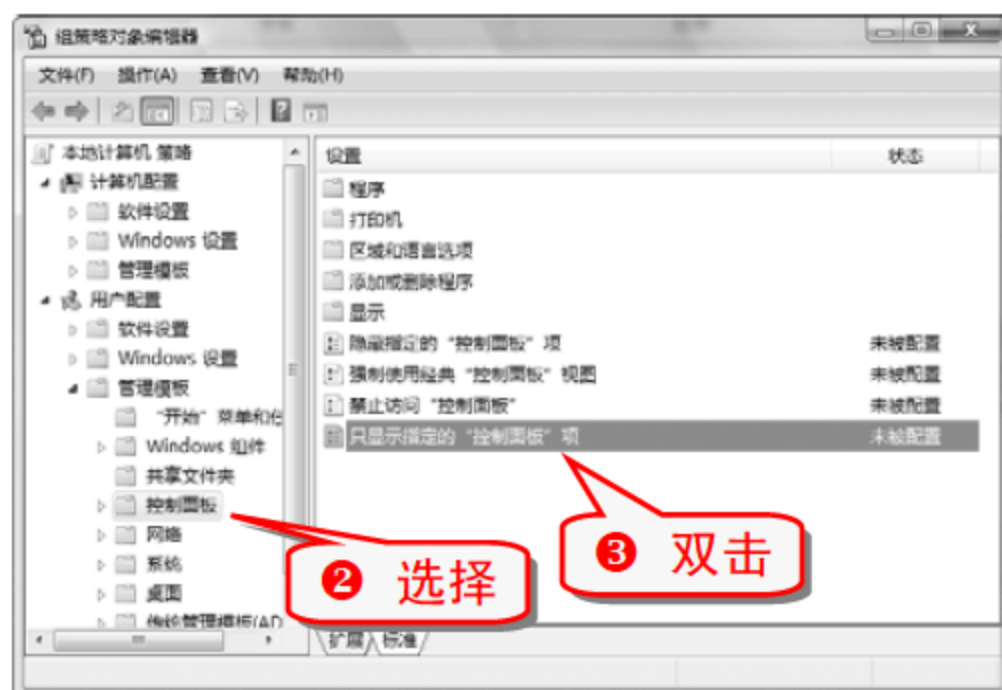 组策略对象编辑器
文件(F) 操作(A) 查看(V) 帮助(H)
本地计算机 策略
计算机配置
软件设置
Windows 设置
管理模板
用户配置
软件设置
Windows 设置
管理模板
“开始”菜单和任
Windows 组件
共享文件夹
控制面板
网络
系统
桌面
传统管理模板(AD
设置 状态
程序
打印机
区域和语言选项
添加或删除程序
显示
隐藏指定的“控制面板”项 未被配置
强制使用经典“控制面板”视图 未被配置
禁止访问“控制面板” 未被配置
只显示指定的“控制面板”项 未被配置
❷ 选择
❸ 双击
扩展 标准